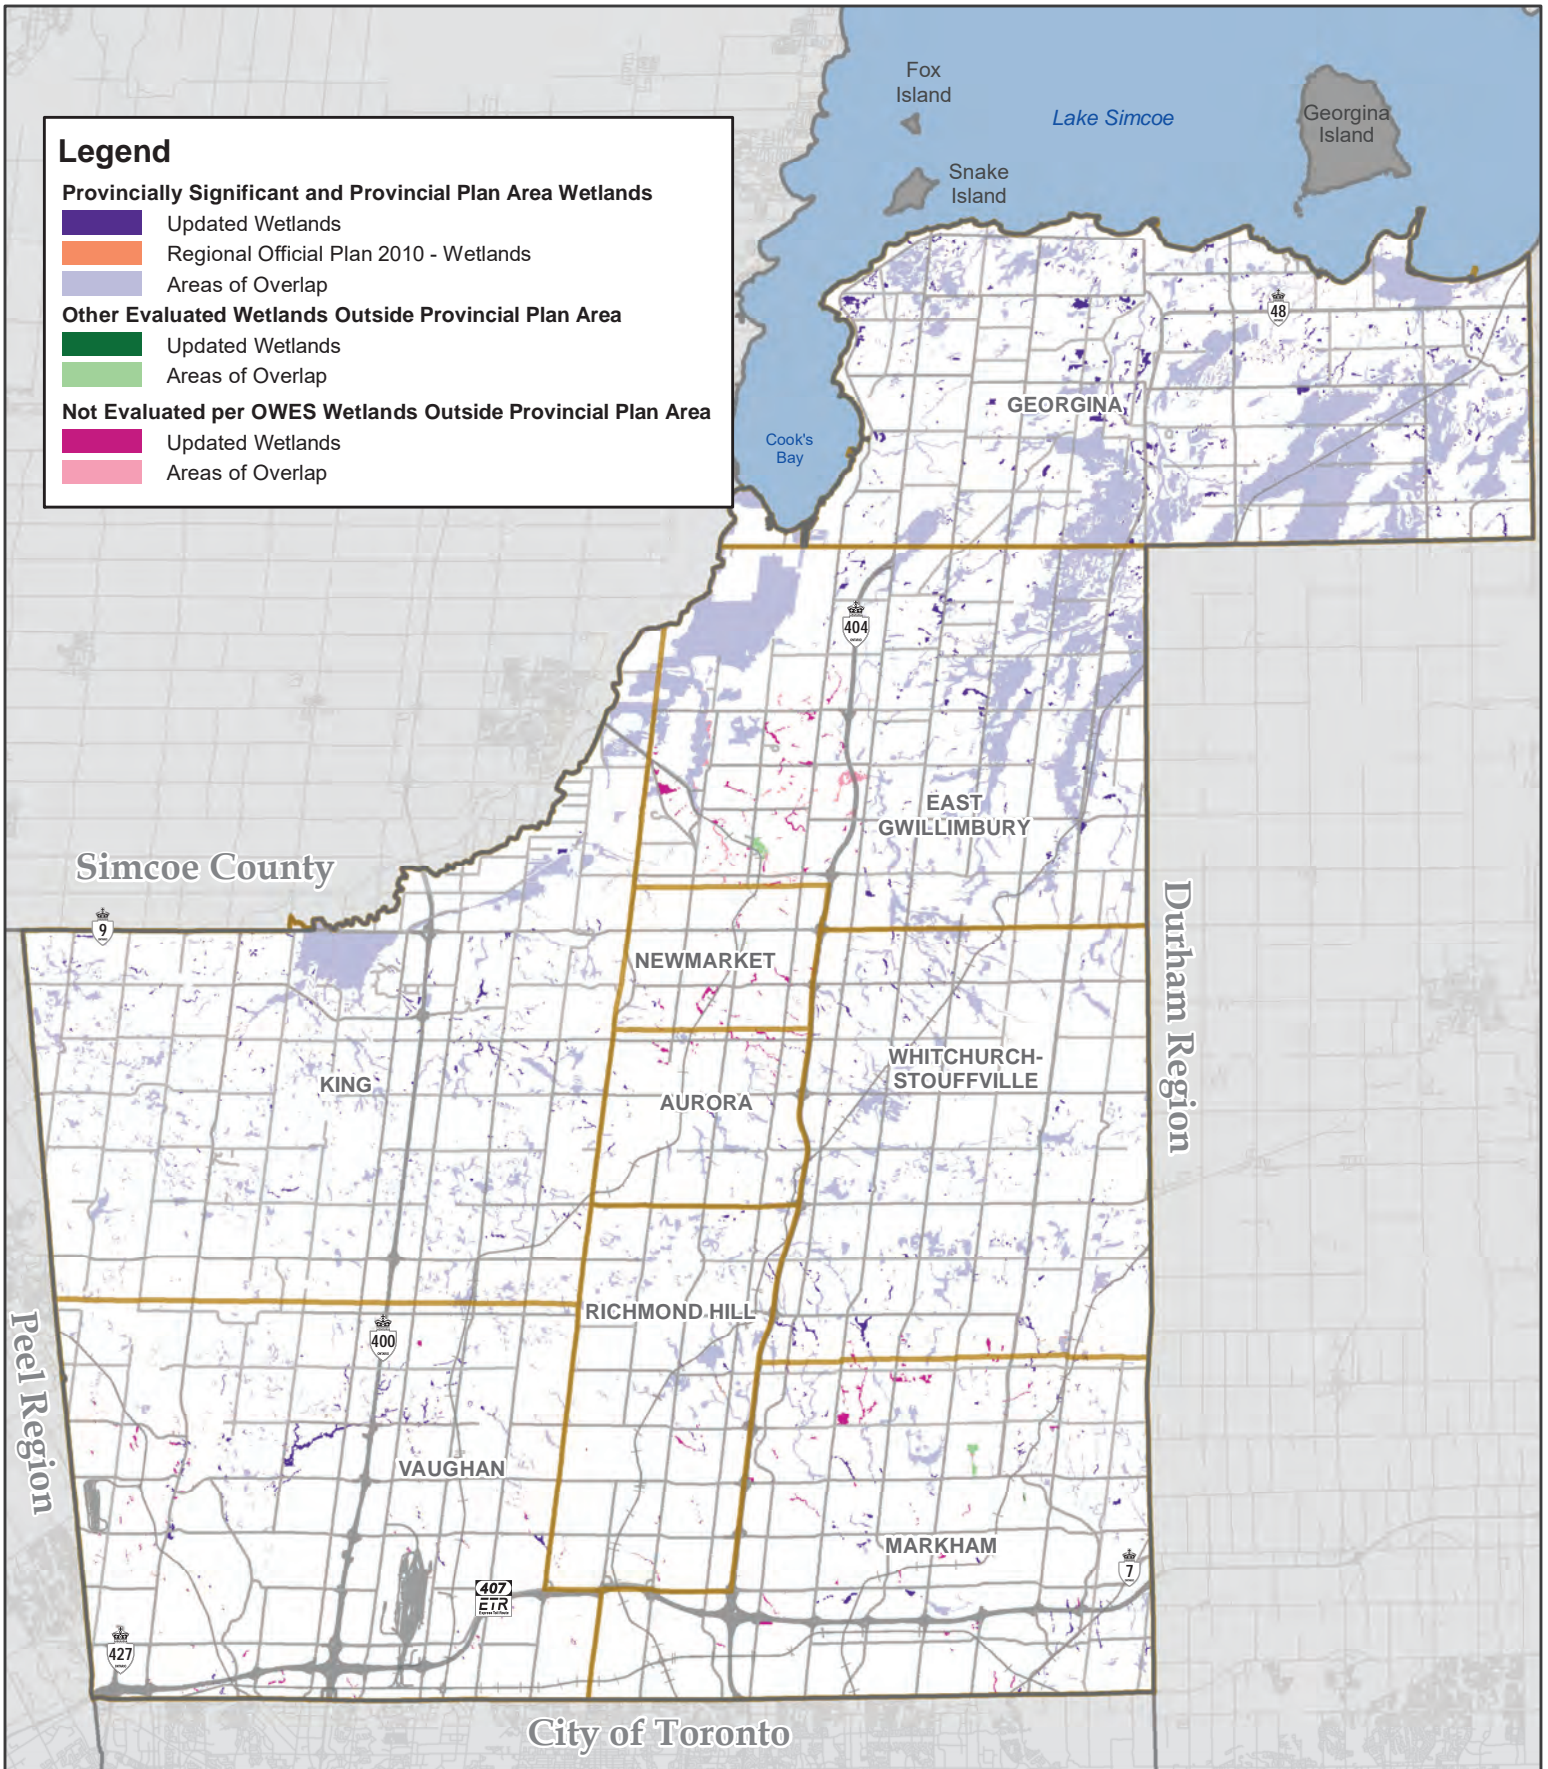 Fox
Island
Lake Simcoe
Georgina
Island
Snake
Island
Legend
Provincially Significant and Provincial Plan Area Wetlands
Updated Wetlands
Regional Official Plan 2010 - Wetlands
Areas of Overlap
Other Evaluated Wetlands Outside Provincial Plan Area
Updated Wetlands
Areas of Overlap
Not Evaluated per OWES Wetlands Outside Provincial Plan Area
Updated Wetlands
Areas of Overlap
48
GEORGINA
Cook's
Bay
404
EAST
GWILLIMBURY
Simcoe County
9
Durham Region
NEWMARKET
WHITCHURCH-
STOUFFVILLE
KING
AURORA
RICHMOND HILL
Peel Region
400
VAUGHAN
MARKHAM
7
407
ETR
Express Toll Route
427
City of Toronto